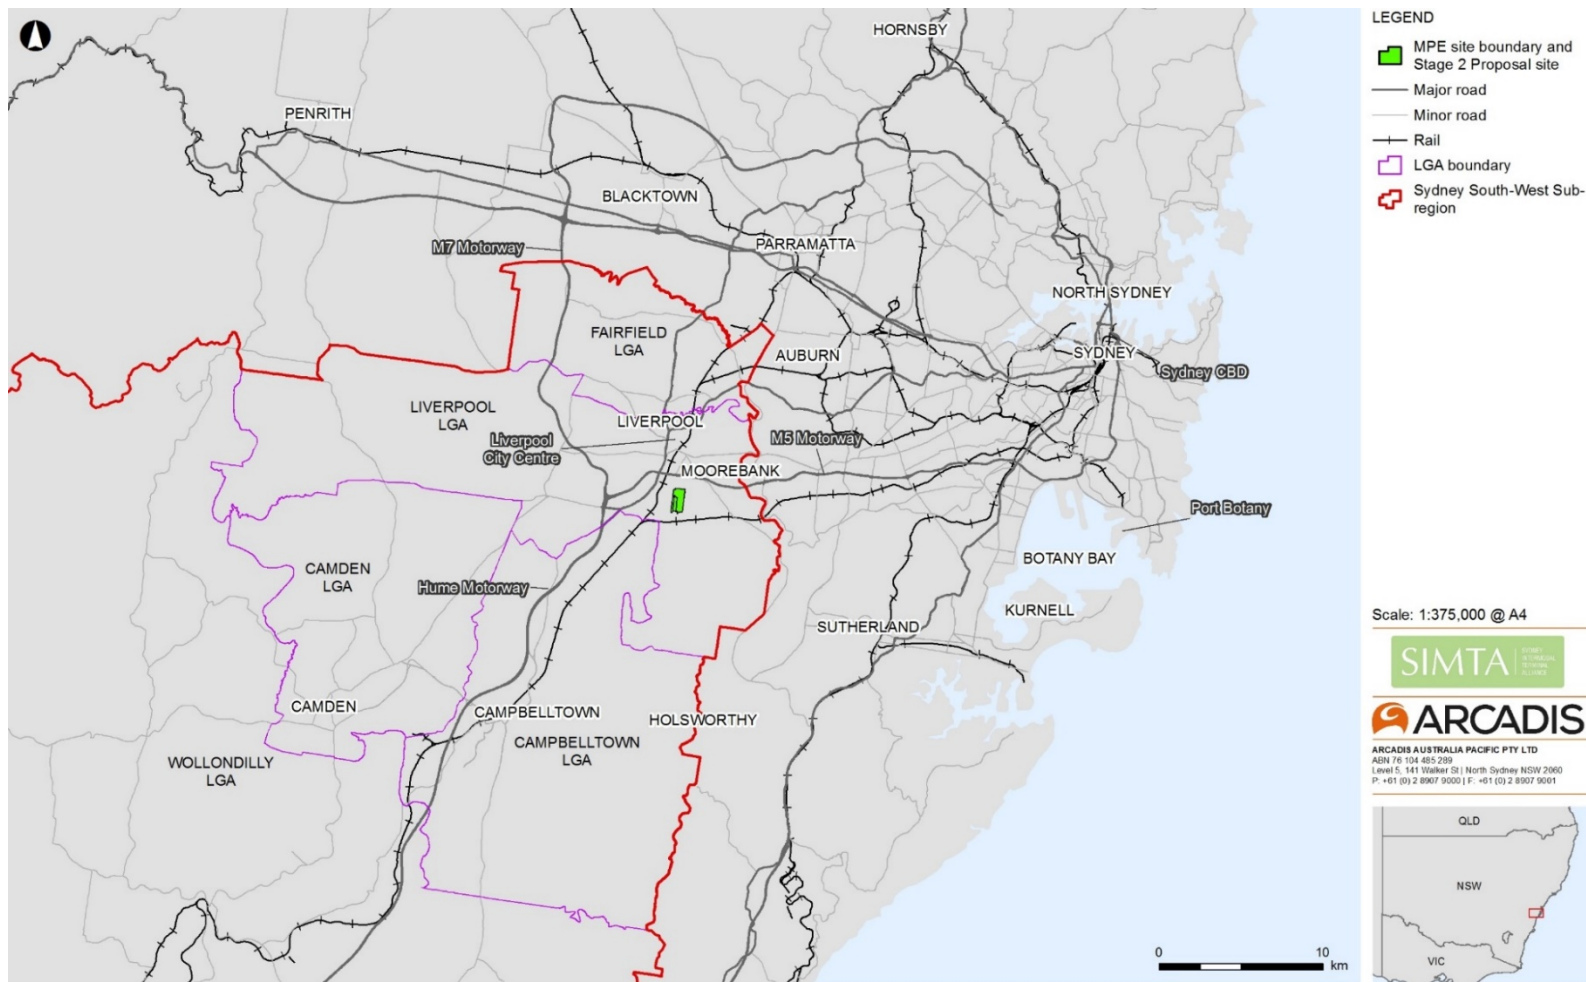 HORNSBY
PENRITH
BLACKTOWN
M7 Motorway
PARRAMATTA
NORTH SYDNEY
FAIRFIELD
LGA
AUBURN
SYDNEY
Sydney CBD
LIVERPOOL
LGA
LIVERPOOL
Liverpool
City Centre
M5 Motorway
MOOREBANK
Port Botany
BOTANY BAY
CAMDEN
LGA
Hume Motorway
KURNELL
SUTHERLAND
CAMDEN
CAMPBELLTOWN
HOLSWORTHY
CAMPBELLTOWN
LGA
WOLLONDILLY
LGA
0 10
km
LEGEND
MPE site boundary and
Stage 2 Proposal site
Major road
Minor road
Rail
LGA boundary
Sydney South-West Sub-
region
Scale: 1:375,000 @ A4
SIMTA
SYDNEY
INTERMODAL
TERMINAL
ALLIANCE
ARCADIS
ARCADIS AUSTRALIA PACIFIC PTY LTD
ABN 76 104 485 289
Level 5, 141 Walker St | North Sydney NSW 2060
P: +61 (0) 2 8907 9000 | F: +61 (0) 2 8907 9001
QLD
NSW
VIC